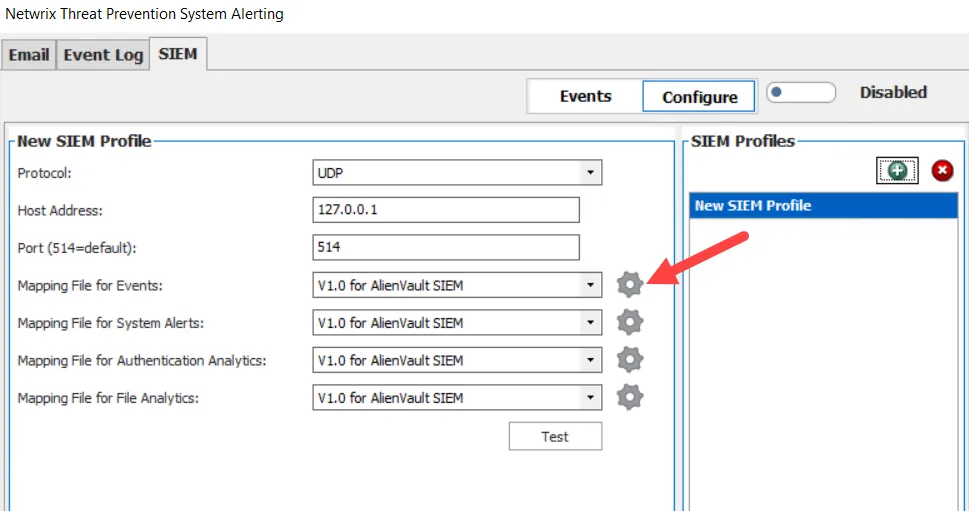 Netwrix Threat Prevention System Alerting
Email Event Log SIEM
Events Configure Disabled
New SIEM Profile
Protocol: UDP
Host Address: 127.0.0.1
Port (514=default): 514
Mapping File for Events: V1.0 for AlienVault SIEM
Mapping File for System Alerts: V1.0 for AlienVault SIEM
Mapping File for Authentication Analytics: V1.0 for AlienVault SIEM
Mapping File for File Analytics: V1.0 for AlienVault SIEM
Test
SIEM Profiles
New SIEM Profile